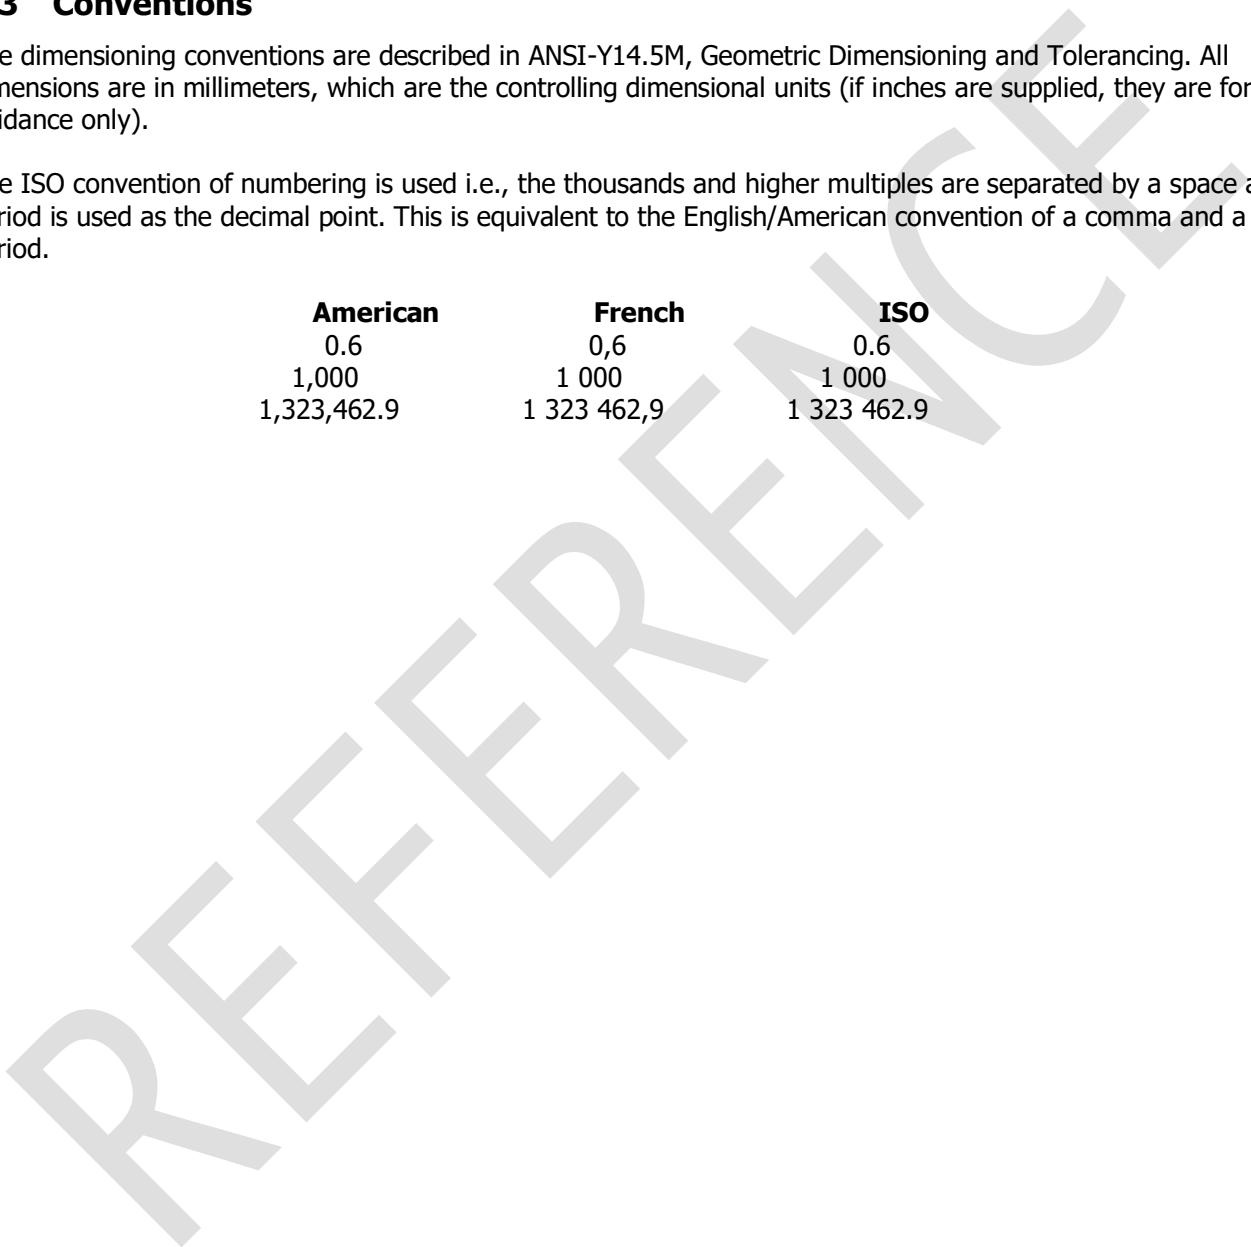 3 Conventions
e dimensioning conventions are described in ANSI-Y14.5M, Geometric Dimensioning and Tolerancing. All
mensions are in millimeters, which are the controlling dimensional units (if inches are supplied, they are for
idance only).
e ISO convention of numbering is used i.e., the thousands and higher multiples are separated by a space a
riod is used as the decimal point. This is equivalent to the English/American convention of a comma and a
riod.
American French ISO
0.6 0,6 0.6
1,000 1 000 1 000
1,323,462.9 1 323 462,9 1 323 462.9
REFERENCE